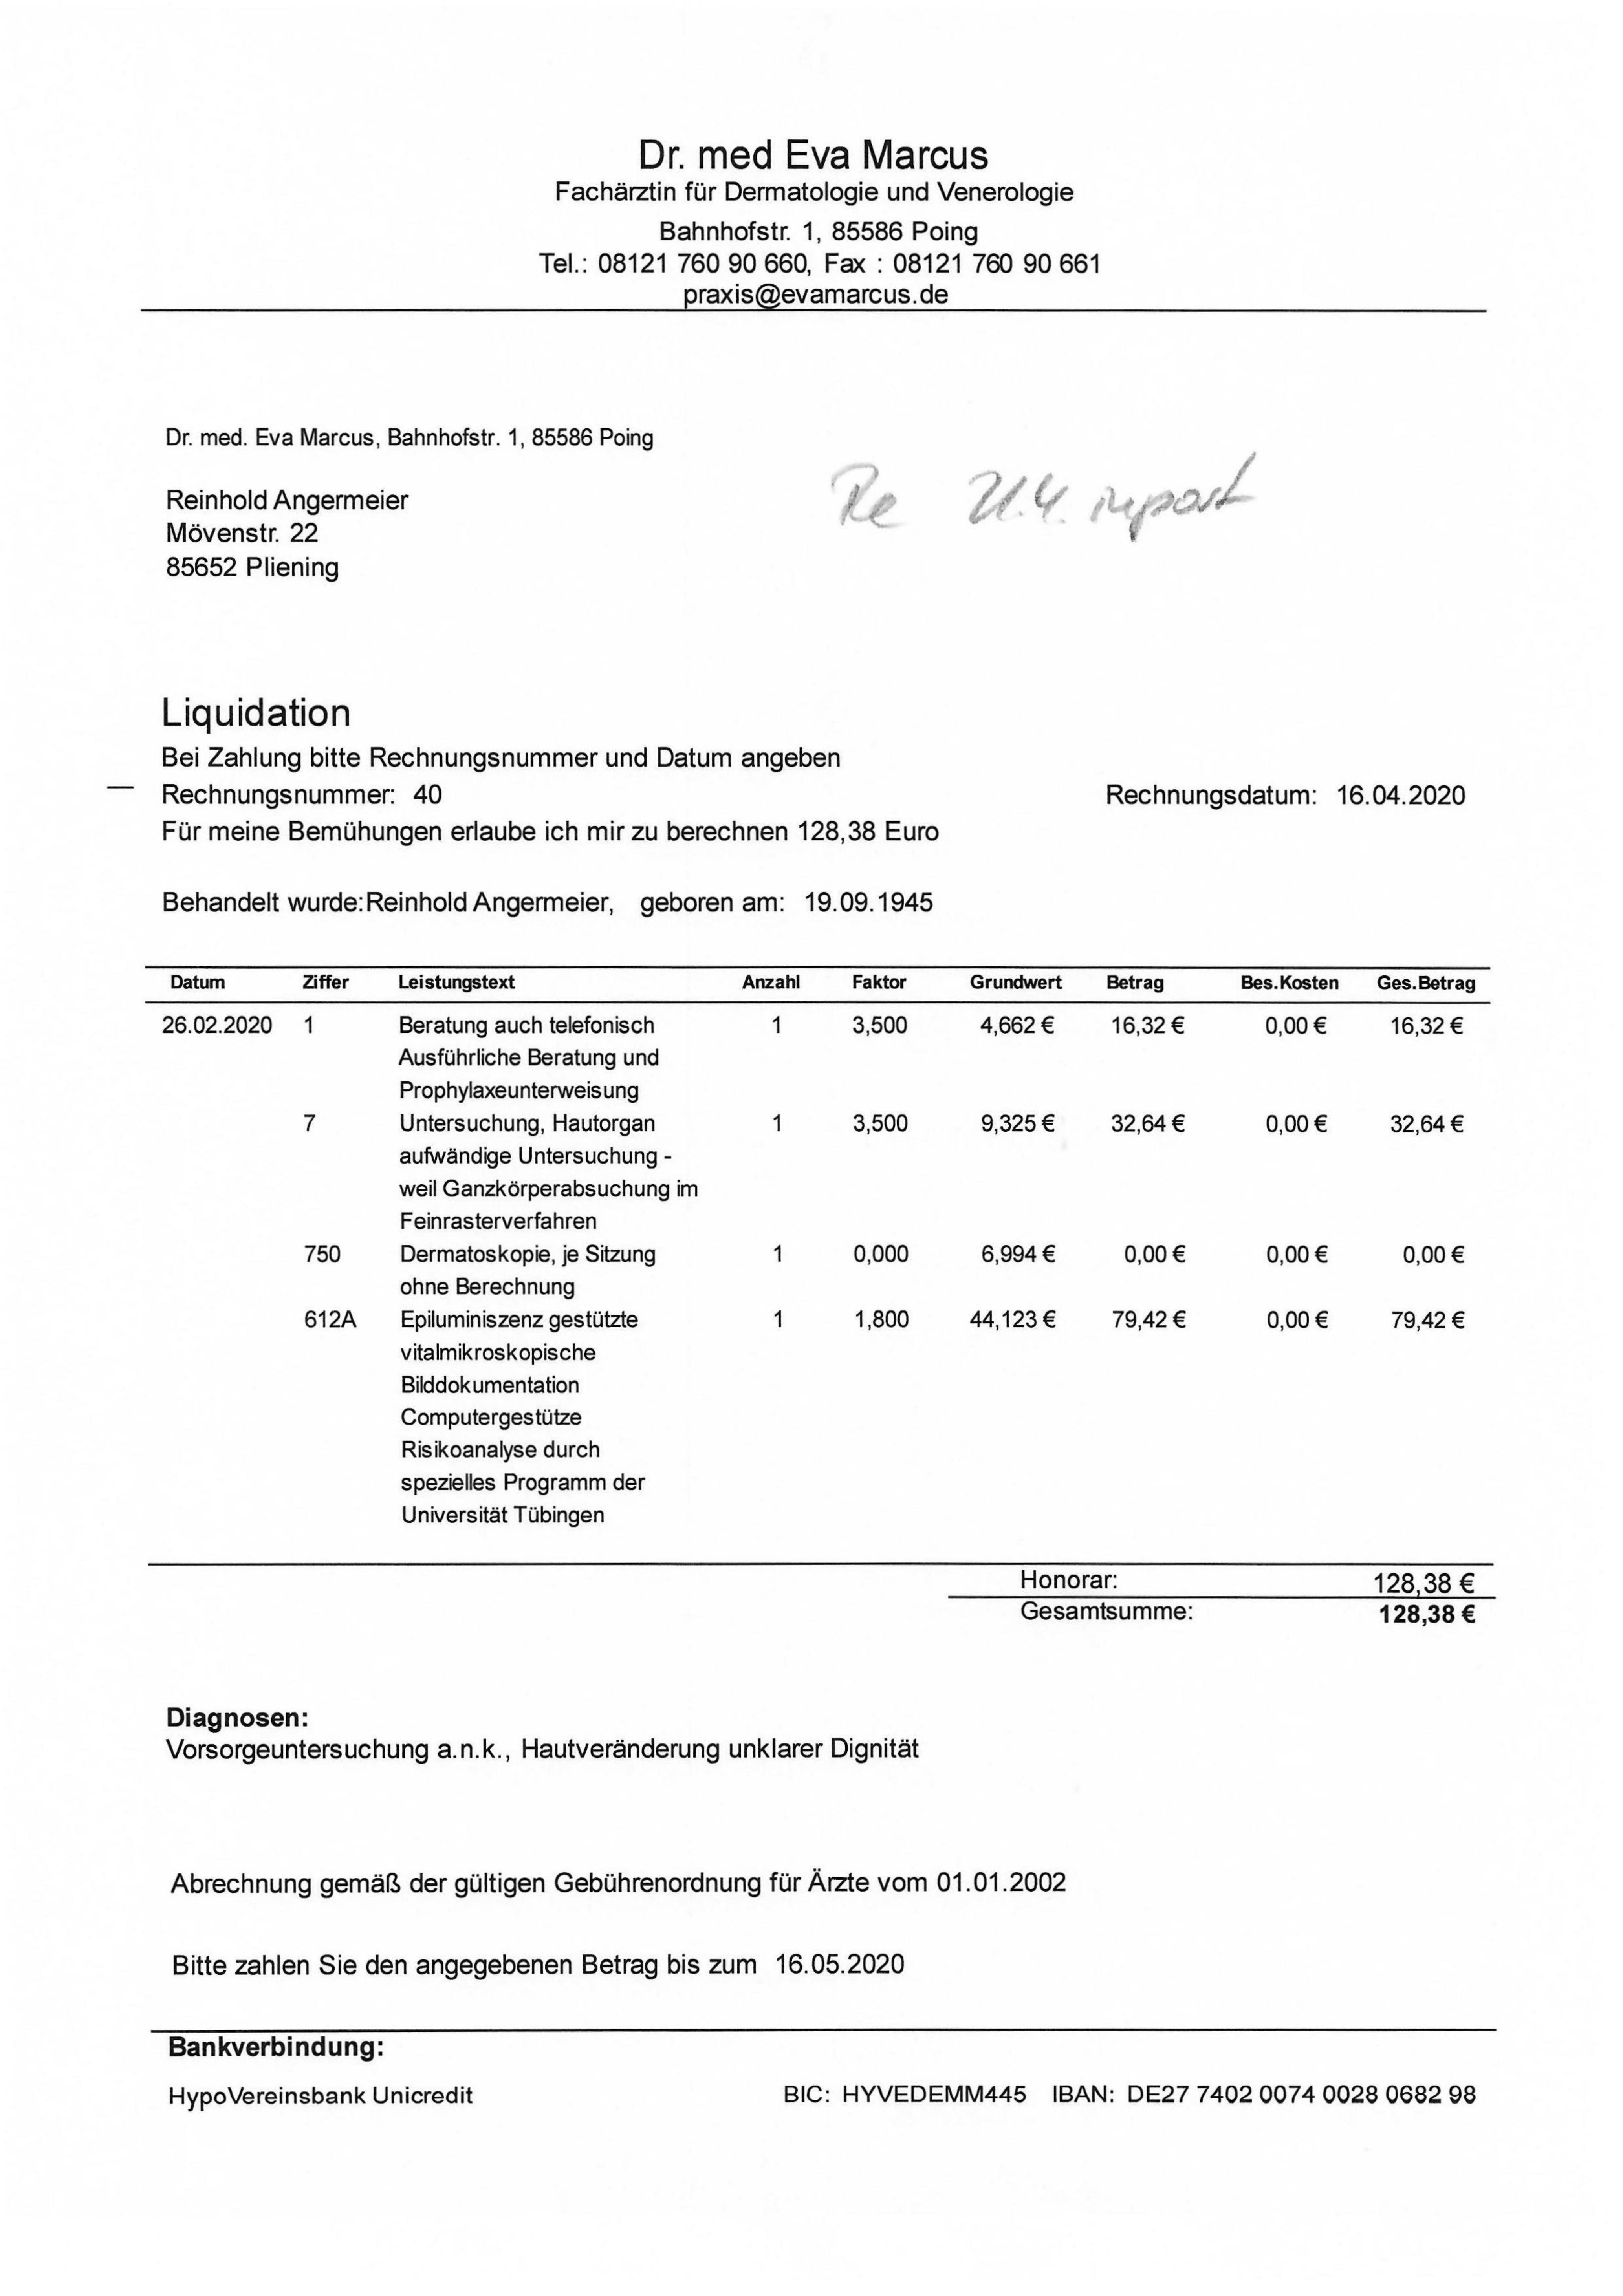 Dr. med Eva Marcus
Fachärztin für Dermatologie und Venerologie
Bahnhofstr. 1, 85586 Poing
Tel.: 08121 760 90 660, Fax : 08121 760 90 661
praxis@evamarcus.de
Dr. med. Eva Marcus, Bahnhofstr. 1, 85586 Poing
Re 21.4.
Reinhold Angermeier
Mövenstr. 22
85652 Pliening
Liquidation
Bei Zahlung bitte Rechnungsnummer und Datum angeben
Rechnungsnummer: 40 Rechnungsdatum: 16.04.2020
Für meine Bemühungen erlaube ich mir zu berechnen 128,38 Euro
Behandelt wurde:Reinhold Angermeier, geboren am: 19.09.1945
Datum Ziffer Leistungstext Anzahl Faktor Grundwert Betrag Bes.Kosten Ges.Betrag
26.02.2020 1 Beratung auch telefonisch 1 3,500 4,662 € 16,32 € 0,00 € 16,32 €
Ausführliche Beratung und
Prophylaxeunterweisung
7 Untersuchung, Hautorgan 1 3,500 9,325 € 32,64 € 0,00 € 32,64 €
aufwändige Untersuchung -
weil Ganzkörperabsuchung im
Feinrasterverfahren
750 Dermatoskopie, je Sitzung 1 0,000 6,994 € 0,00 € 0,00 € 0,00 €
ohne Berechnung
612A Epiluminiszenz gestützte 1 1,800 44,123 € 79,42 € 0,00 € 79,42 €
vitalmikroskopische
Bilddokumentation
Computergestütze
Risikoanalyse durch
spezielles Programm der
Universität Tübingen
Honorar: 128,38 €
Gesamtsumme: 128,38 €
Diagnosen:
Vorsorgeuntersuchung a.n.k., Hautveränderung unklarer Dignität
Abrechnung gemäß der gültigen Gebührenordnung für Ärzte vom 01.01.2002
Bitte zahlen Sie den angegebenen Betrag bis zum 16.05.2020
Bankverbindung:
HypoVereinsbank Unicredit BIC: HYVEDEMM445 IBAN: DE27 7402 0074 0028 0682 98